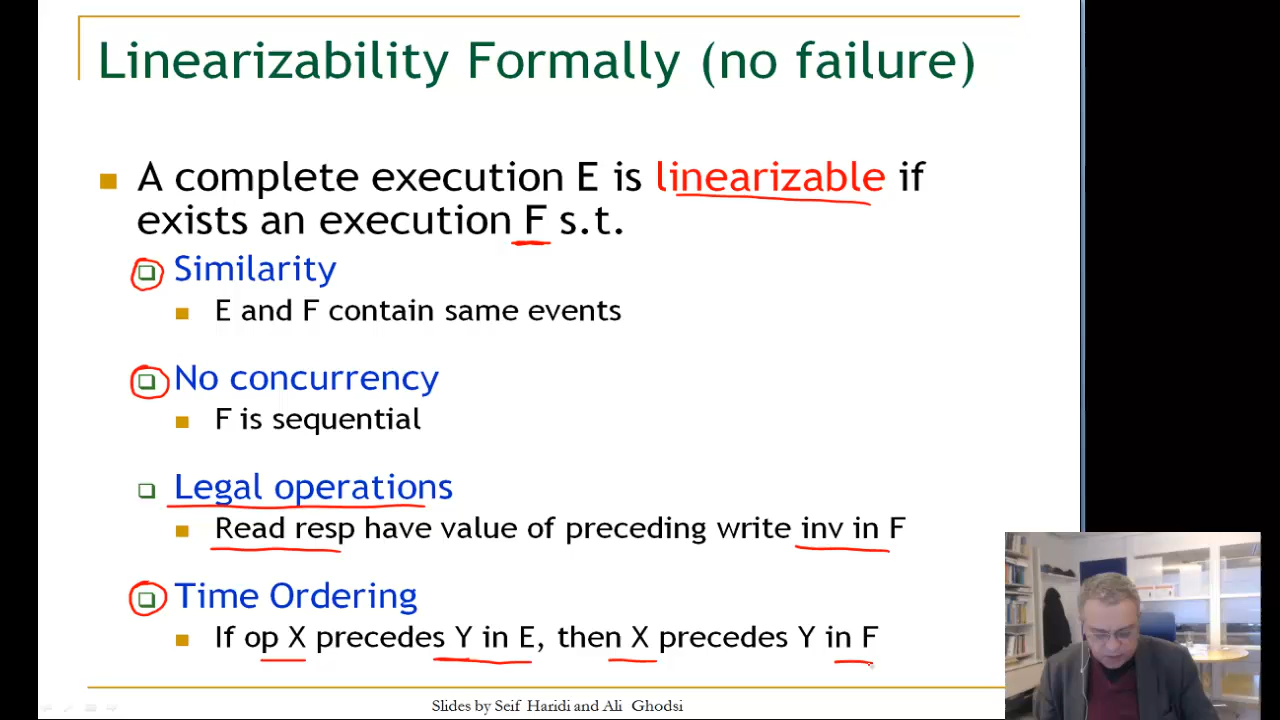 Linearizability Formally (no failure)
A complete execution E is linearizable if
exists an execution F s.t.
Similarity
E and F contain same events
No concurrency
F is sequential
Legal operations
Read resp have value of preceding write inv in F
Time Ordering
If op X precedes Y in E, then X precedes Y in F
Slides by Seif Haridi and Ali Ghodsi